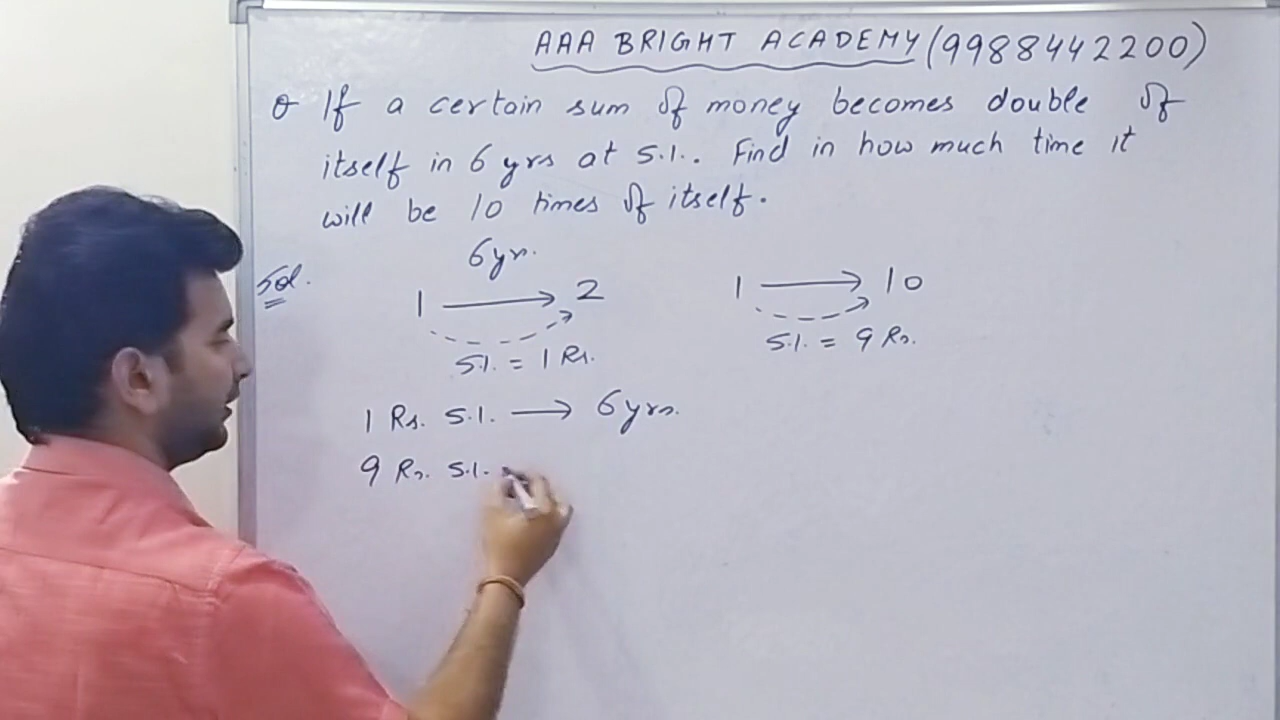 AAA BRIGHT ACADEMY (9988442200)
Q If a certain sum of money becomes double of
itself in 6 yrs at S.I.. Find in how much time it
will be 10 times of itself.
Sol.
6yr.
1 → 2
S.I. = 1 Rs.
1 → 10
S.I. = 9 Rs.
1 Rs. S.I. → 6 yrs.
9 Rs. S.I.